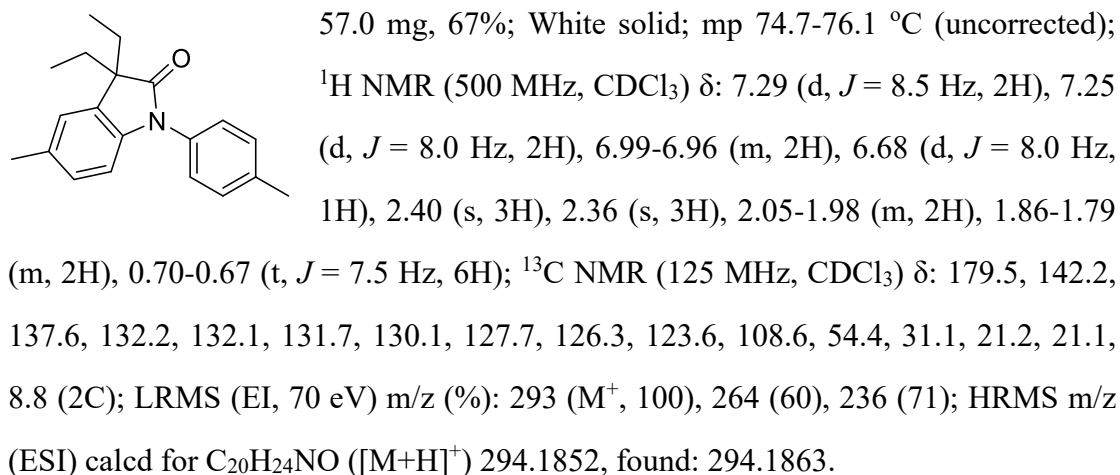 O
N
57.0 mg, 67%; White solid; mp 74.7-76.1 °C (uncorrected);
¹H NMR (500 MHz, CDCl₃) δ: 7.29 (d, J = 8.5 Hz, 2H), 7.25
(d, J = 8.0 Hz, 2H), 6.99-6.96 (m, 2H), 6.68 (d, J = 8.0 Hz,
1H), 2.40 (s, 3H), 2.36 (s, 3H), 2.05-1.98 (m, 2H), 1.86-1.79
(m, 2H), 0.70-0.67 (t, J = 7.5 Hz, 6H); ¹³C NMR (125 MHz, CDCl₃) δ: 179.5, 142.2,
137.6, 132.2, 132.1, 131.7, 130.1, 127.7, 126.3, 123.6, 108.6, 54.4, 31.1, 21.2, 21.1,
8.8 (2C); LRMS (EI, 70 eV) m/z (%): 293 (M⁺, 100), 264 (60), 236 (71); HRMS m/z
(ESI) calcd for C₂₀H₂₄NO ([M+H]⁺) 294.1852, found: 294.1863.